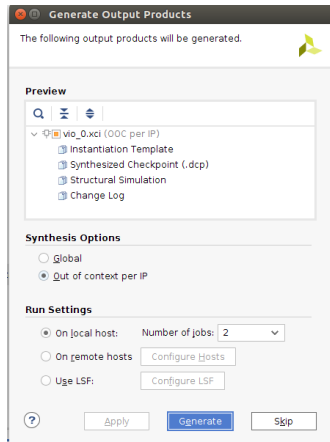 Generate Output Products
The following output products will be generated.
Preview
vio_0.xci (OOC per IP)
Instantiation Template
Synthesized Checkpoint (.dcp)
Structural Simulation
Change Log
Synthesis Options
Global
Out of context per IP
Run Settings
On local host: Number of jobs: 2
On remote hosts Configure Hosts
Use LSF: Configure LSF
? Apply Generate Skip